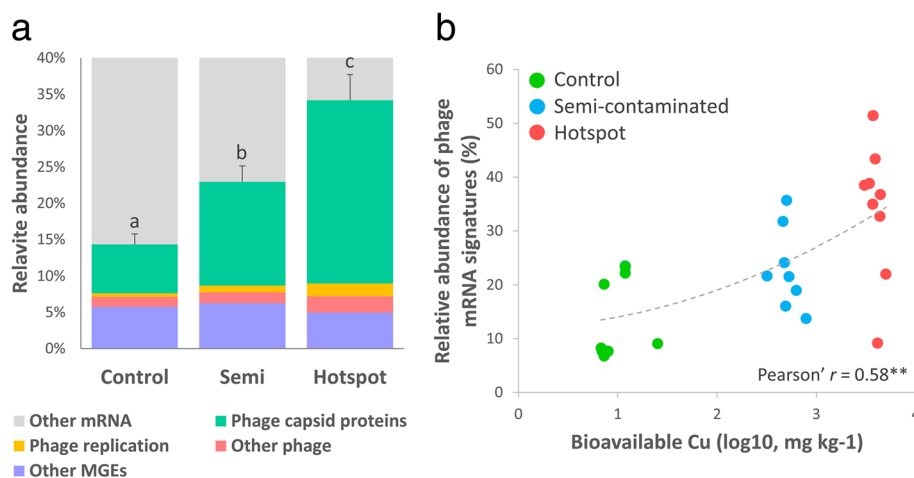 a
40%
35%
30%
25%
20%
15%
10%
5%
0%
Relavite abundance
a
b
c
Control Semi Hotspot
Other mRNA Phage capsid proteins
Phage replication Other phage
Other MGEs
b
60
50
40
30
20
10
0
Relative abundance of phage
mRNA signatures (%)
Control
Semi-contaminated
Hotspot
Pearson’ r = 0.58**
0 1 2 3 4
Bioavailable Cu (log10, mg kg-1)